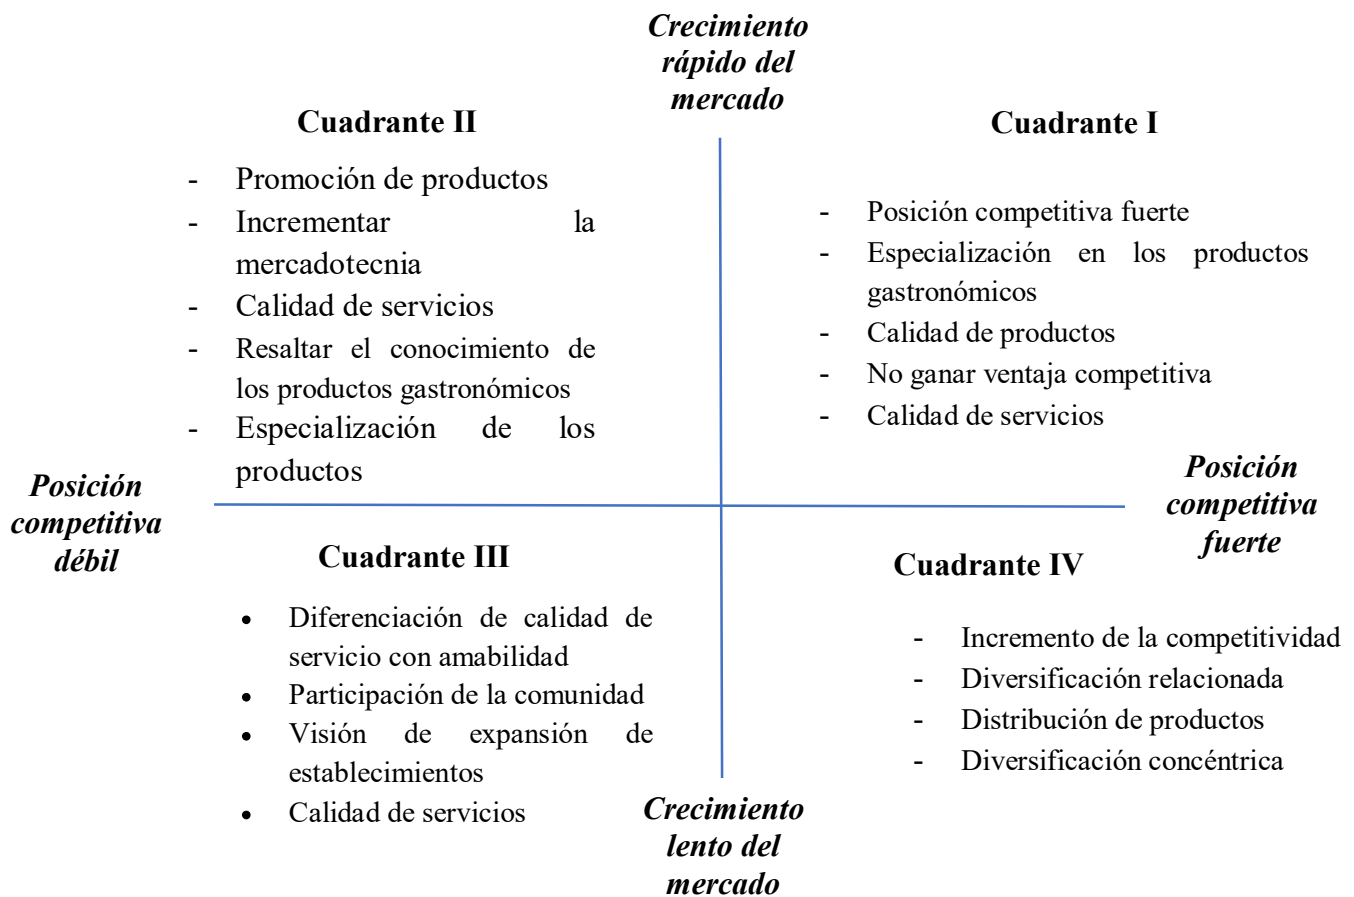 Crecimiento
rápido del
mercado
Cuadrante II
- Promoción de productos
- Incrementar la
mercadotecnia
- Calidad de servicios
- Resaltar el conocimiento de
los productos gastronómicos
- Especialización de los
productos
Cuadrante I
- Posición competitiva fuerte
- Especialización en los productos
gastronómicos
- Calidad de productos
- No ganar ventaja competitiva
- Calidad de servicios
Posición
competitiva
débil
Posición
competitiva
fuerte
Cuadrante III
• Diferenciación de calidad de
servicio con amabilidad
• Participación de la comunidad
• Visión de expansión de
establecimientos
• Calidad de servicios
Cuadrante IV
- Incremento de la competitividad
- Diversificación relacionada
- Distribución de productos
- Diversificación concéntrica
Crecimiento
lento del
mercado